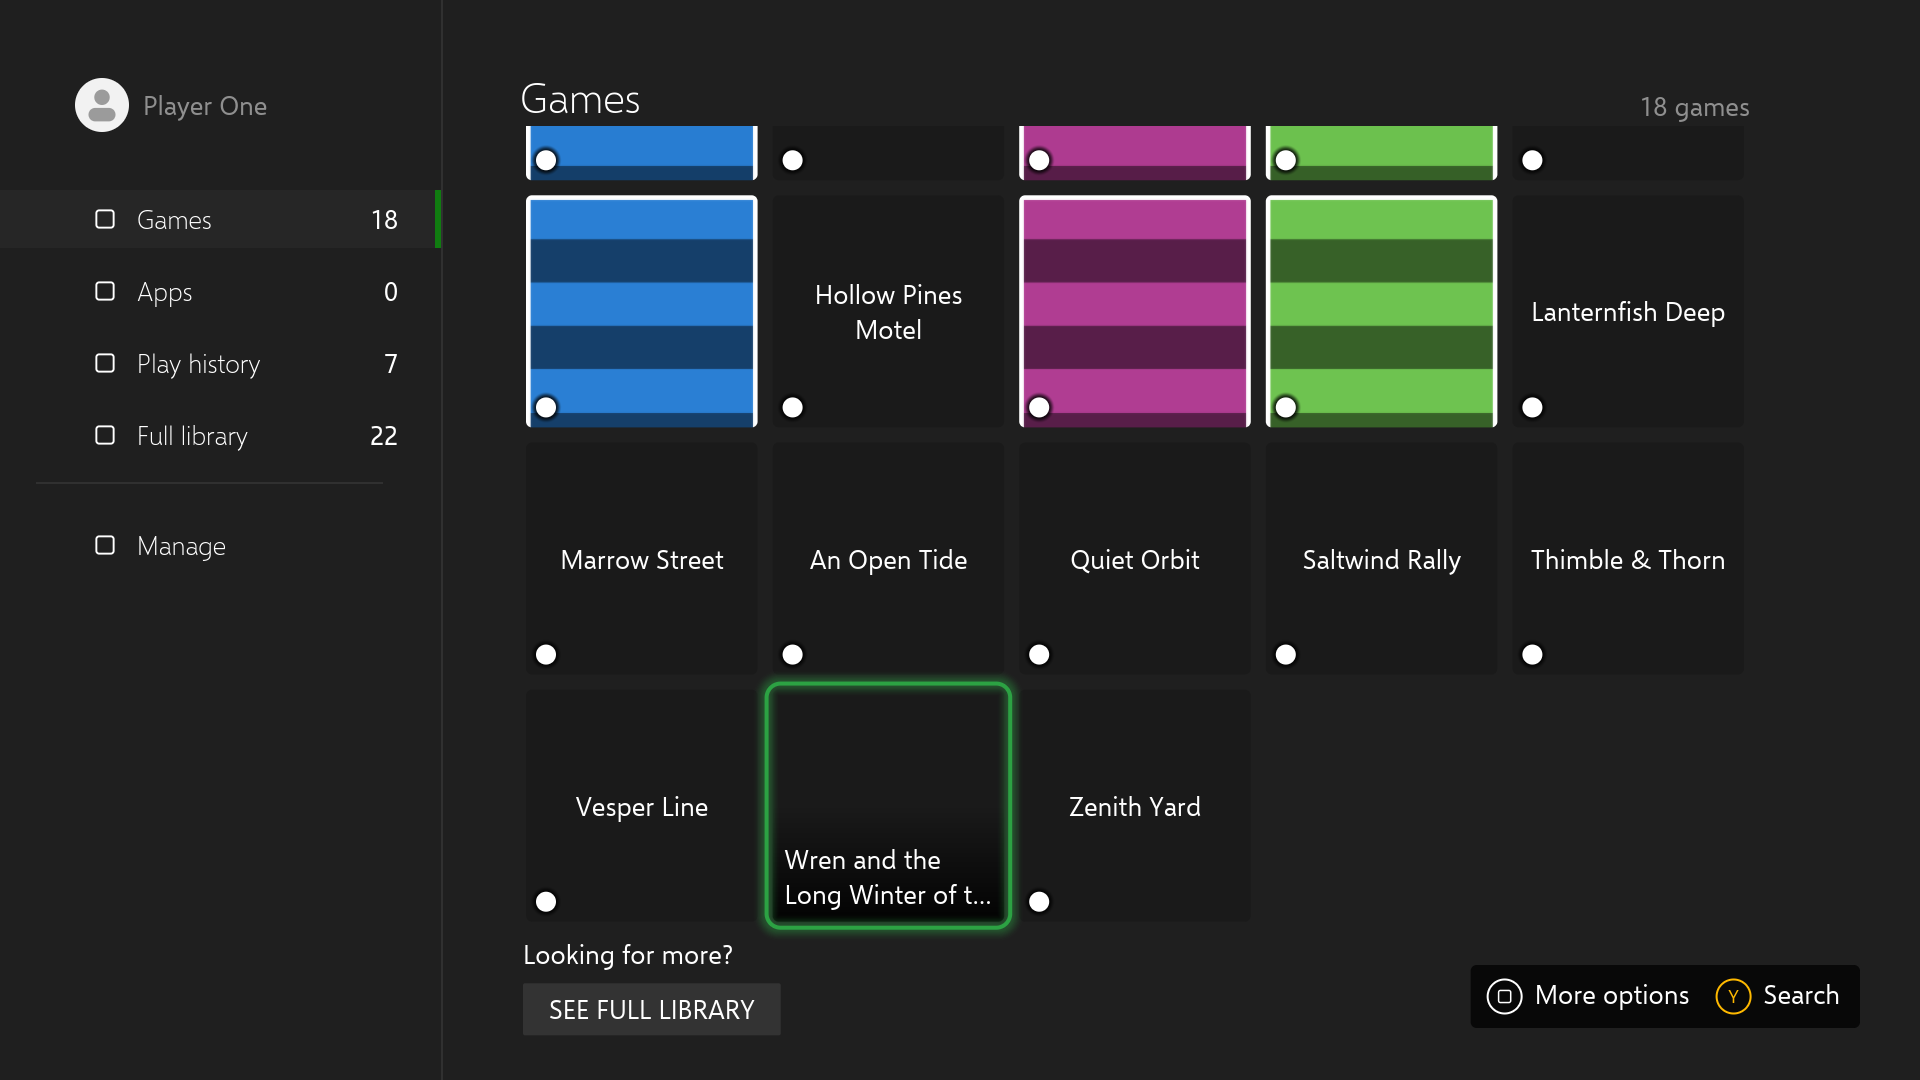 Player One
Games 18
Apps 0
Play history 7
Full library 22
Manage
Games
18 games
Hollow Pines
Motel
Lanternfish Deep
Marrow Street
An Open Tide
Quiet Orbit
Saltwind Rally
Thimble & Thorn
Vesper Line
Wren and the
Long Winter of t...
Zenith Yard
Looking for more?
SEE FULL LIBRARY
More options
Y Search